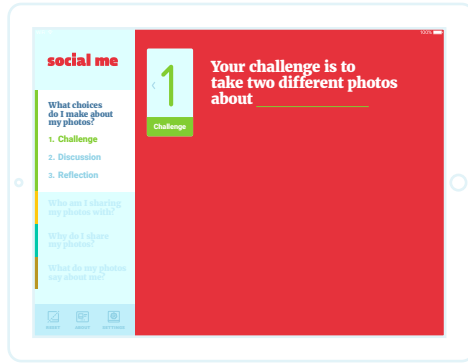 100%
social me
What choices
do I make about
my photos?
1. Challenge
2. Discussion
3. Reflection
Who am I sharing
my photos with?
Why do I share
my photos?
What do my photos
say about me?
ABOUT
SETTINGS
1
Challenge
Your challenge is to
take two different photos
about